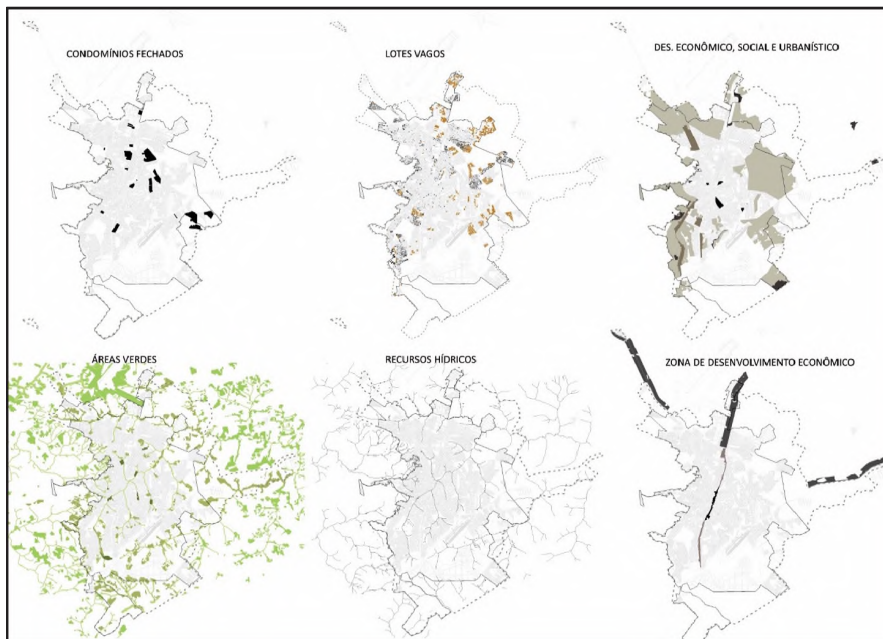 CONDOMÍNIOS FECHADOS
LOTES VAGOS
DES. ECONÔMICO, SOCIAL E URBANÍSTICO
ÁREAS VERDES
RECURSOS HÍDRICOS
ZONA DE DESENVOLVIMENTO ECONÔMICO